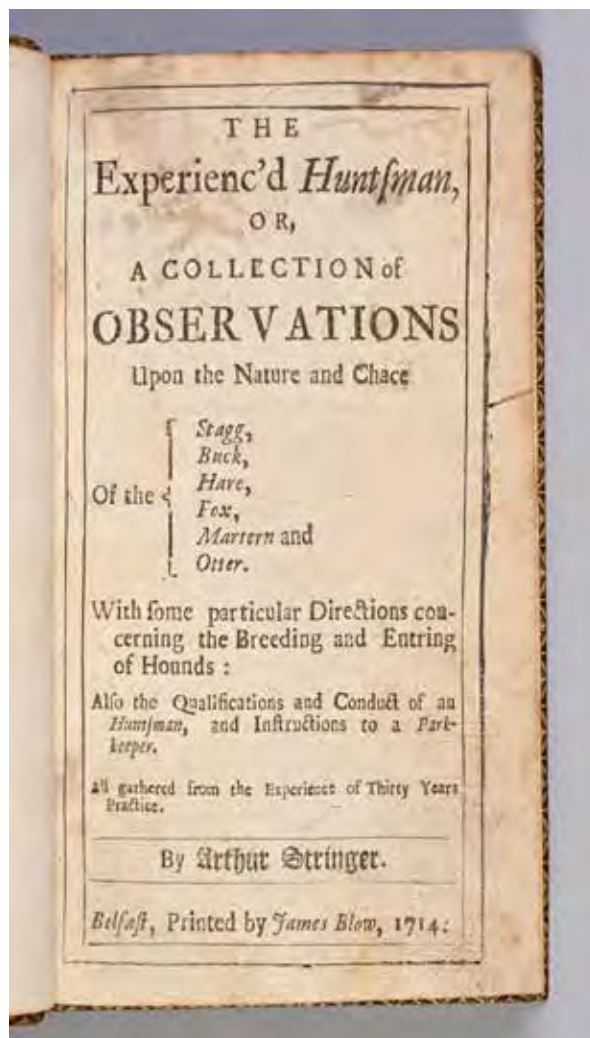 THE
Experienc'd Huntſman,
OR,
A COLLECTION of
OBSERVATIONS
Upon the Nature and Chace
Of the
Stagg,
Buck,
Hare,
Fox,
Martern and
Otter.
With ſome particular Directions con-
cerning the Breeding and Entring
of Hounds :
Alſo the Qualifications and Conduct of an
Huntſman, and Inſtructions to a Park-
keeper.
All gathered from the Experience of Thirty Years
Practice.
By Arthur Stringer.
Belfaſt, Printed by James Blow, 1714.